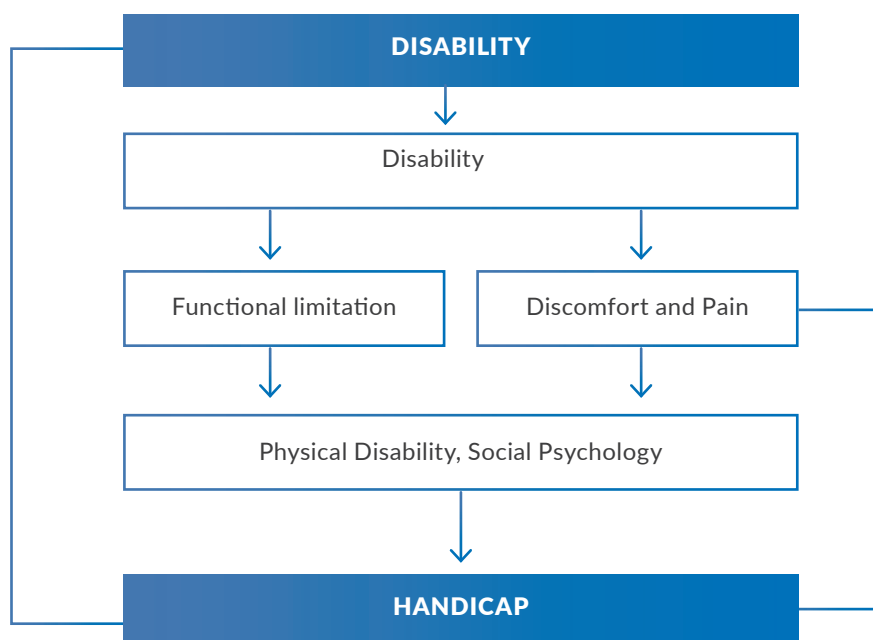 DISABILITY
Disability
Functional limitation
Discomfort and Pain
Physical Disability, Social Psychology
HANDICAP